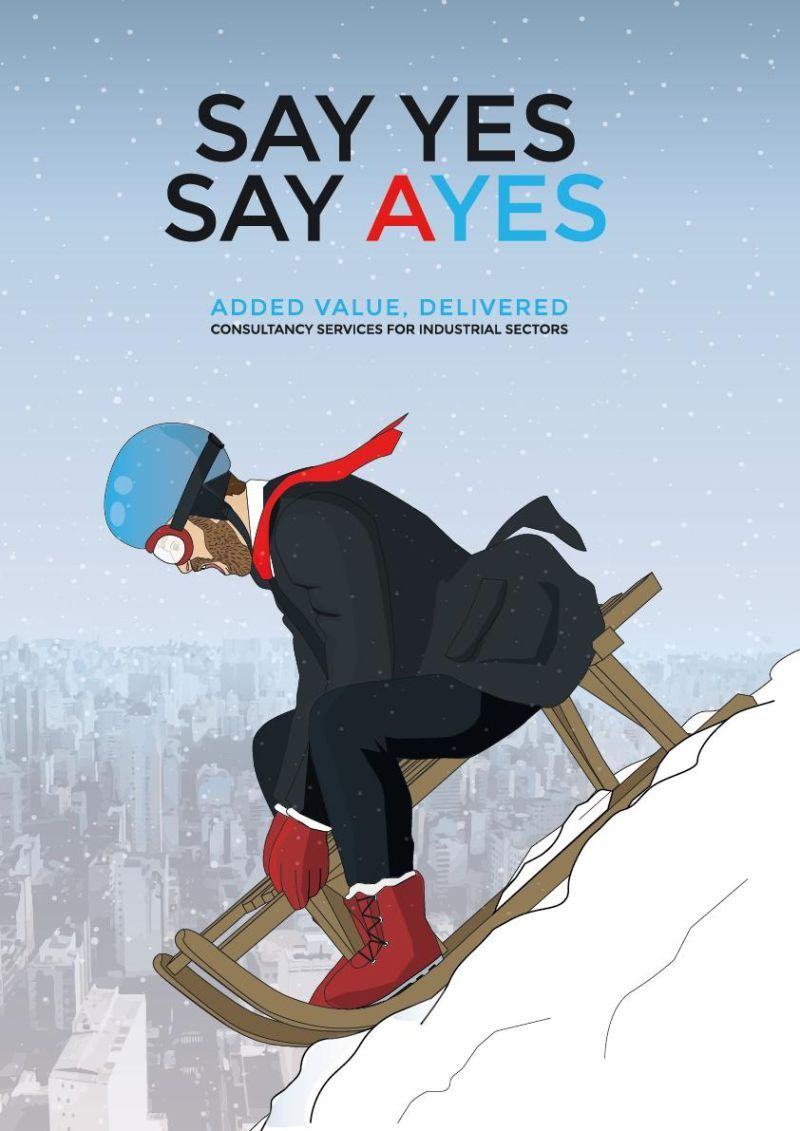 SAY YES
SAY AYES
ADDED VALUE, DELIVERED
CONSULTANCY SERVICES FOR INDUSTRIAL SECTORS